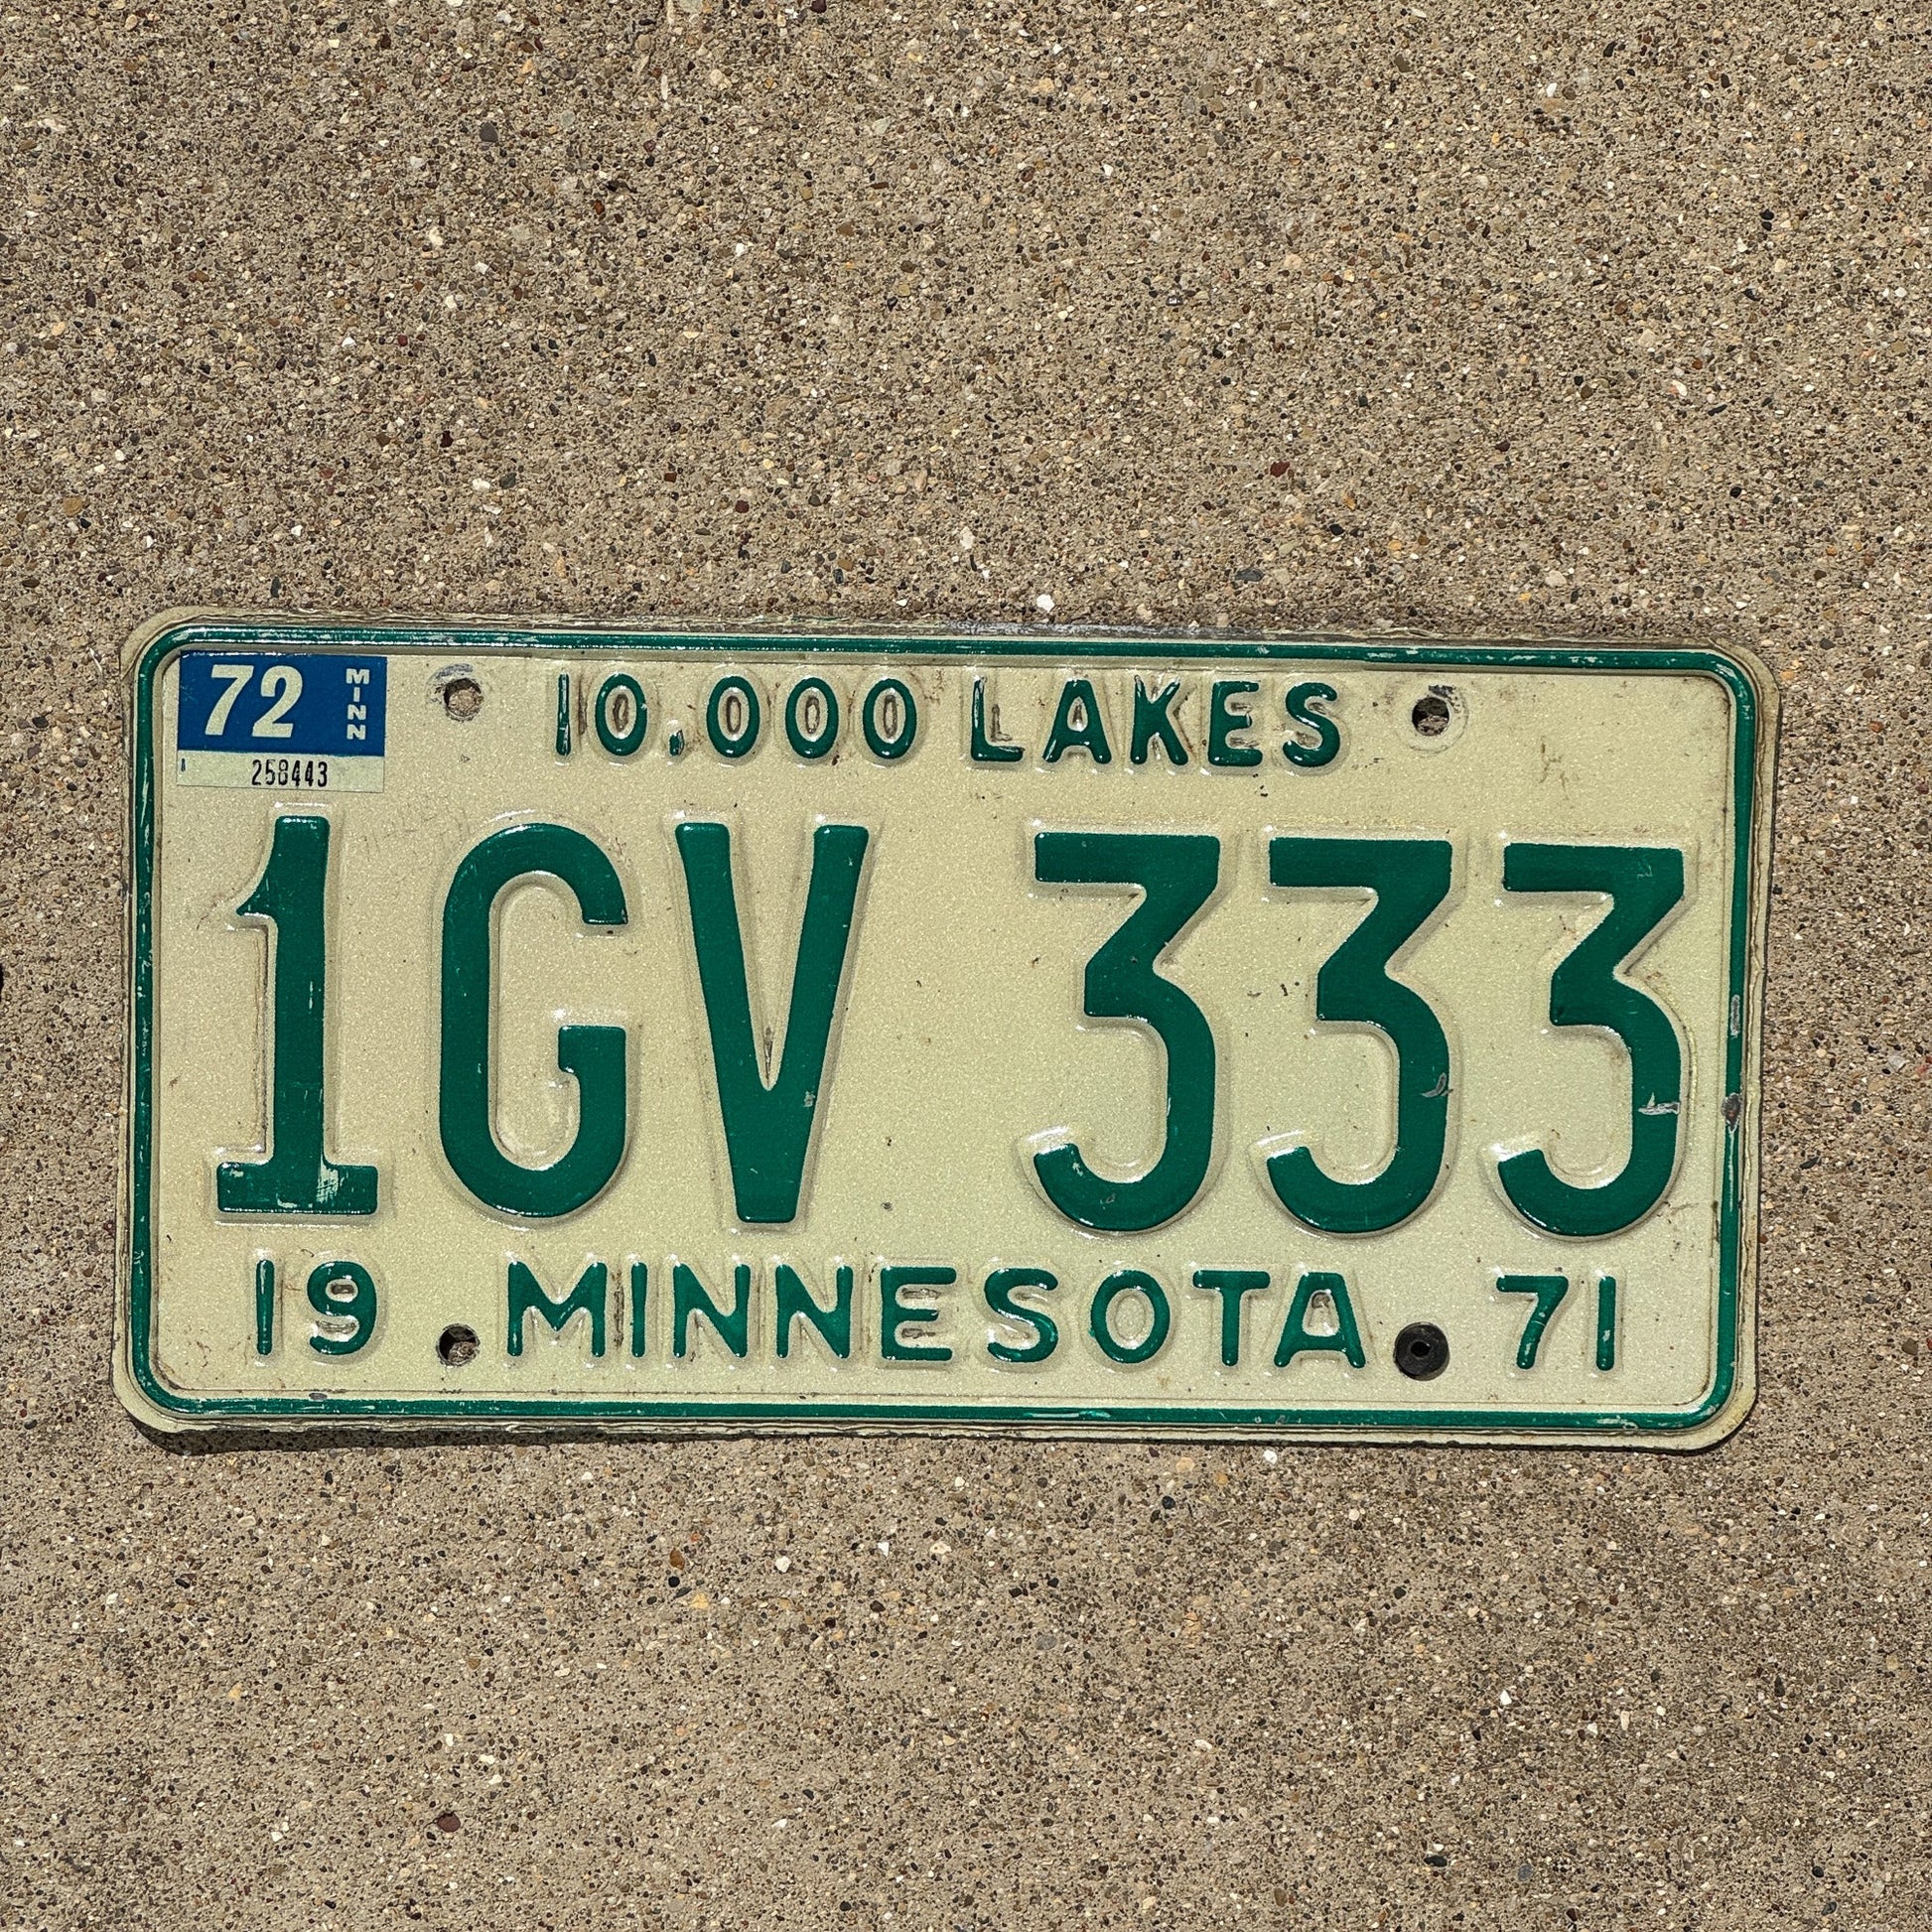 72 MINN
258443
10,000 LAKES
1GV 333
19 MINNESOTA 71